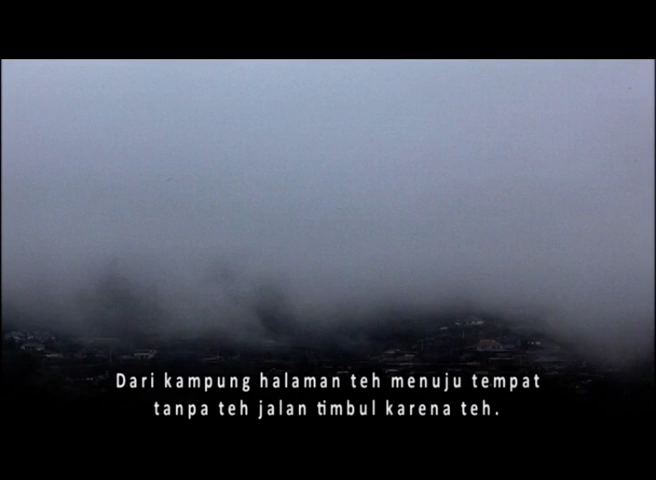 Dari kampung halaman teh menuju tempat
tanpa teh jalan timbul karena teh.